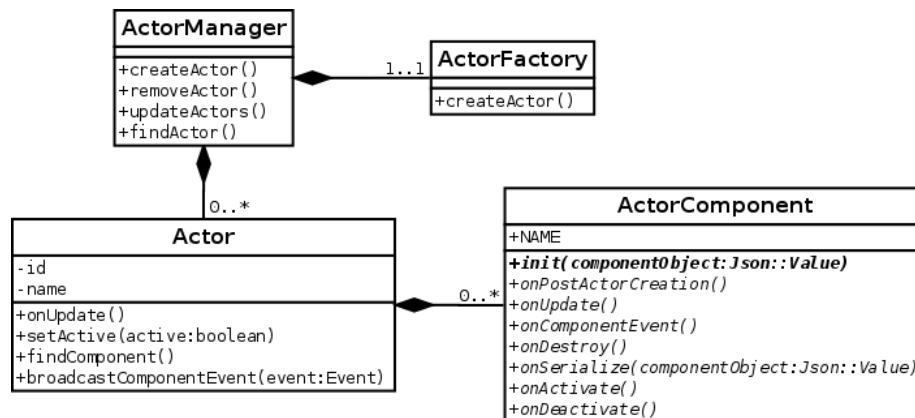 ActorManager
+createActor()
+removeActor()
+updateActors()
+findActor()
1..1
ActorFactory
+createActor()
0..*
Actor
-id
-name
+onUpdate()
+setActive(active:boolean)
+findComponent()
+broadcastComponentEvent(event:Event)
0..*
ActorComponent
+NAME
+init(componentObject:Json::Value)
+onPostActorCreation()
+onUpdate()
+onComponentEvent()
+onDestroy()
+onSerialize(componentObject:Json::Value)
+onActivate()
+onDeactivate()